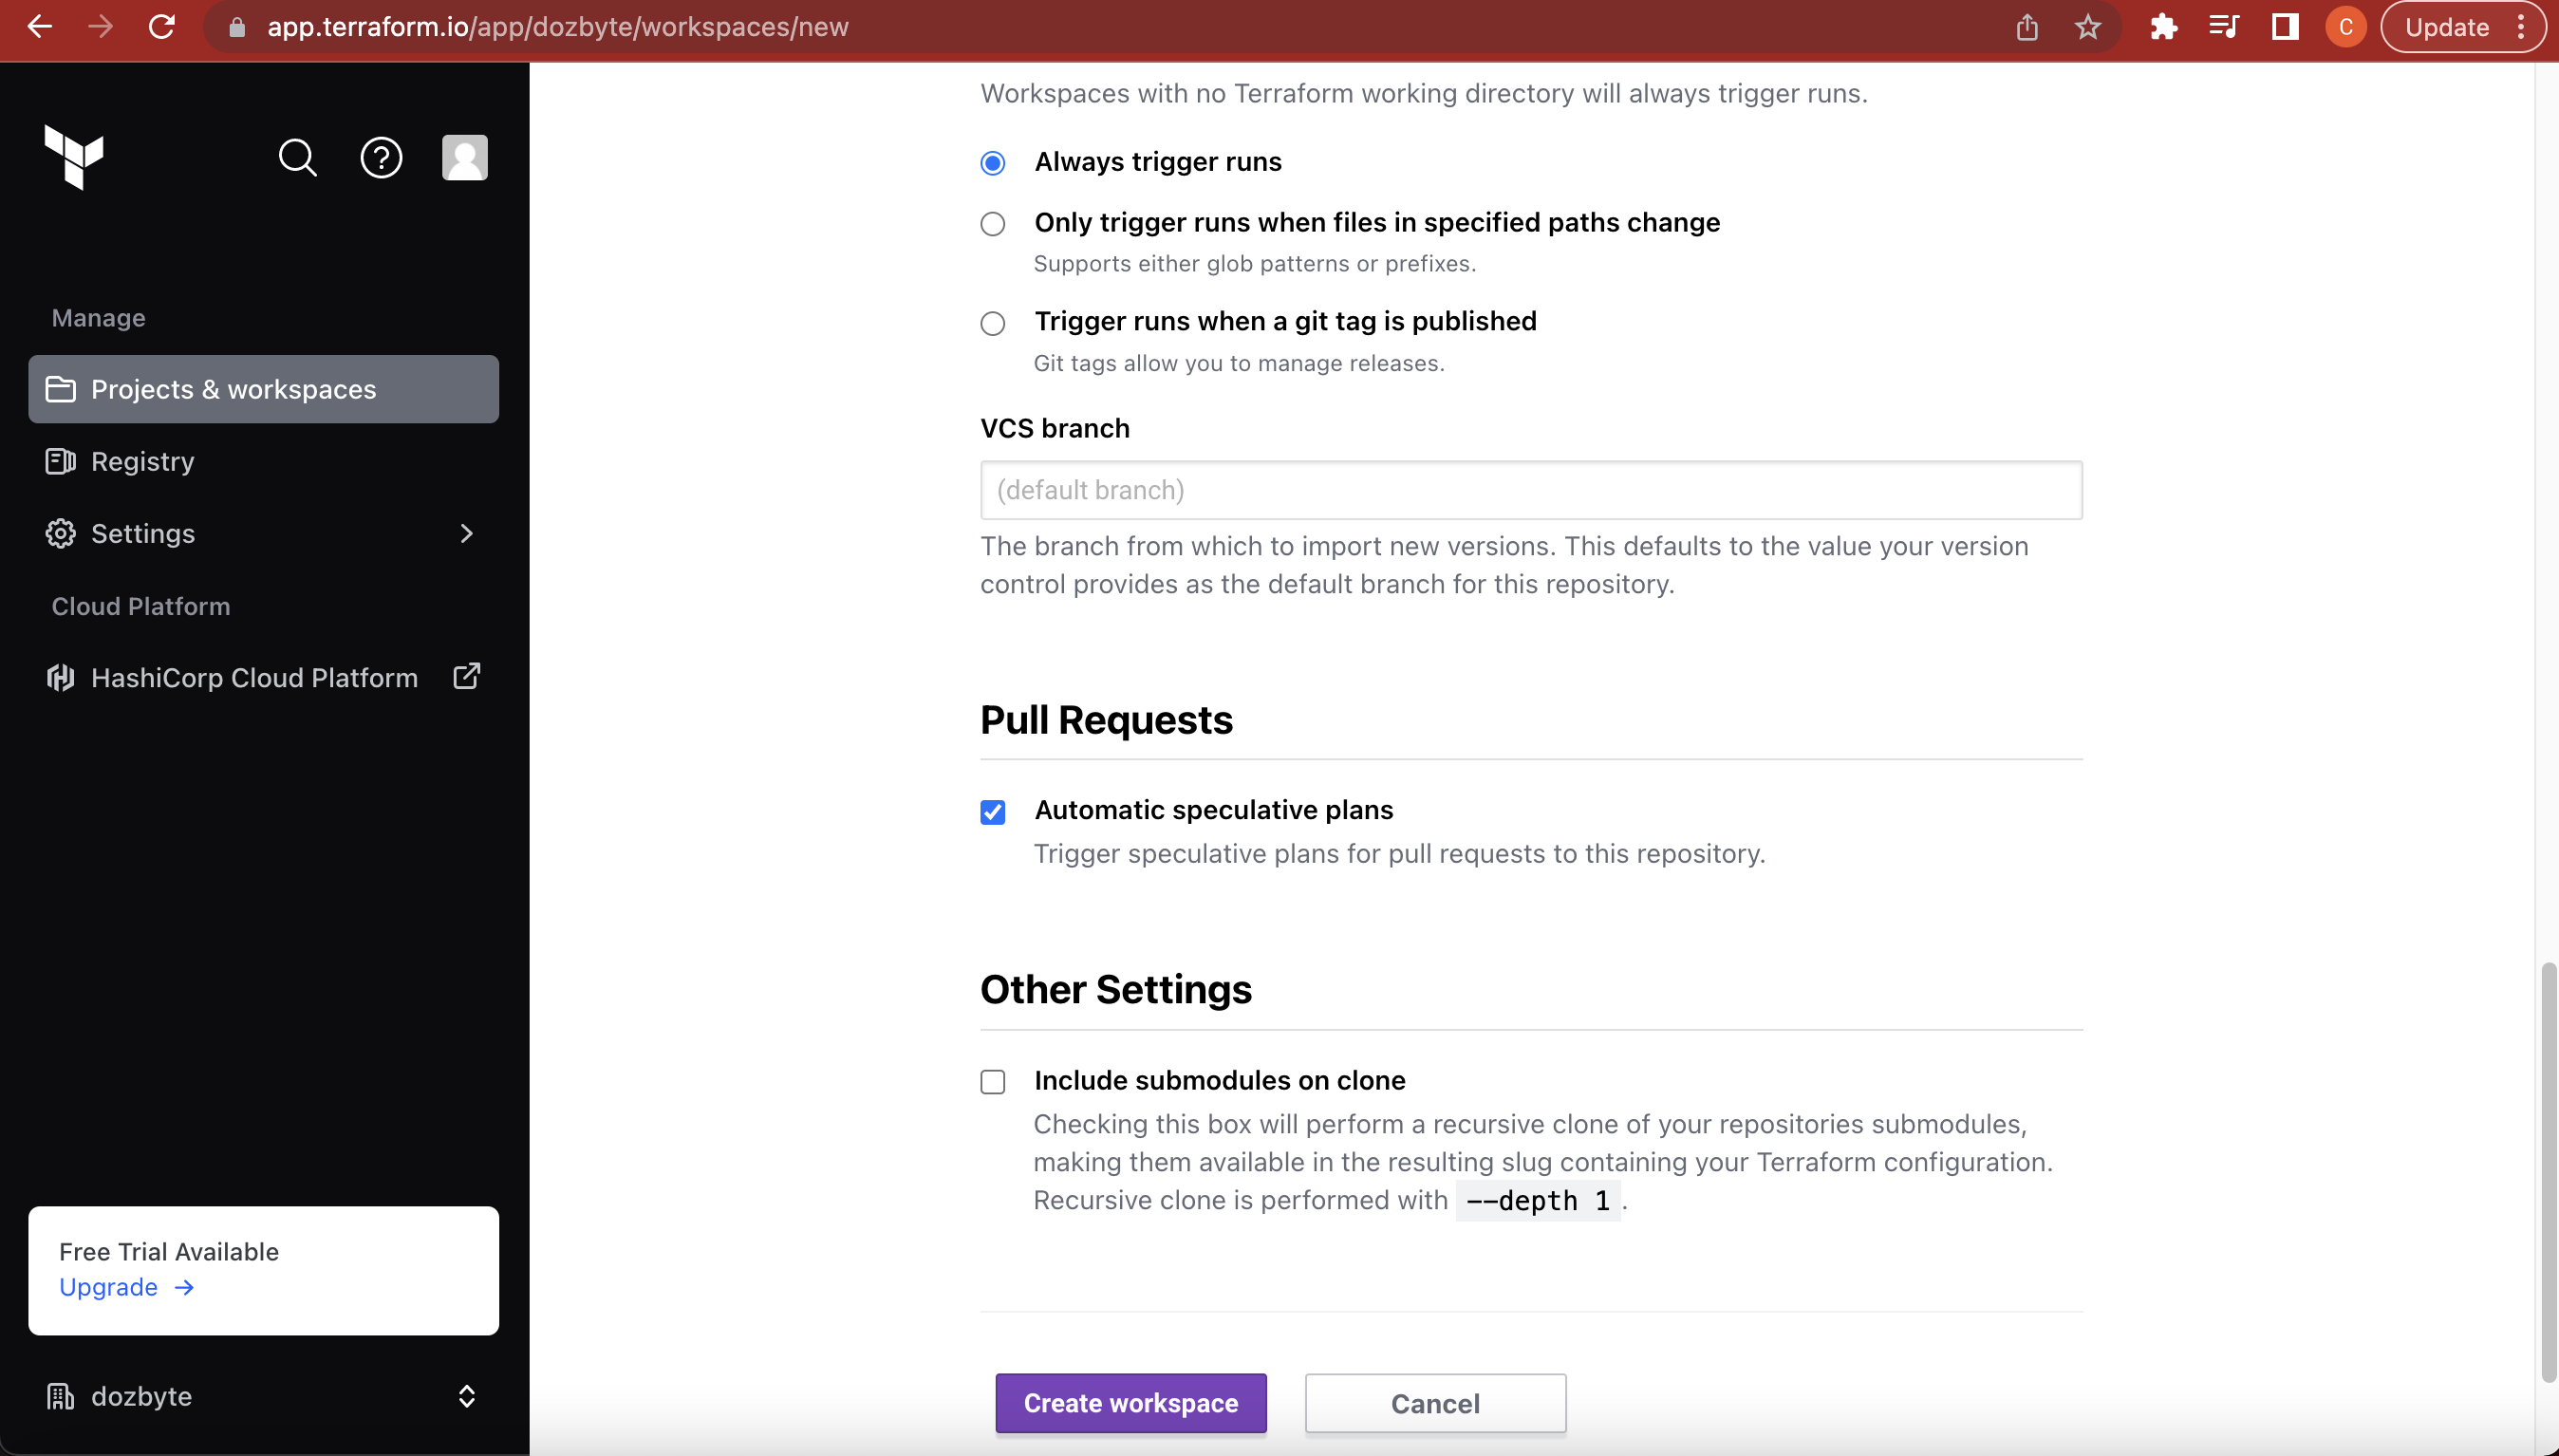 app.terraform.io/app/dozbyte/workspaces/new
C
Update
Manage
Projects & workspaces
Registry
Settings
Cloud Platform
HashiCorp Cloud Platform
Free Trial Available
Upgrade →
dozbyte
Workspaces with no Terraform working directory will always trigger runs.
Always trigger runs
Only trigger runs when files in specified paths change
Supports either glob patterns or prefixes.
Trigger runs when a git tag is published
Git tags allow you to manage releases.
VCS branch
(default branch)
The branch from which to import new versions. This defaults to the value your version
control provides as the default branch for this repository.
Pull Requests
Automatic speculative plans
Trigger speculative plans for pull requests to this repository.
Other Settings
Include submodules on clone
Checking this box will perform a recursive clone of your repositories submodules,
making them available in the resulting slug containing your Terraform configuration.
Recursive clone is performed with --depth 1.
Create workspace
Cancel